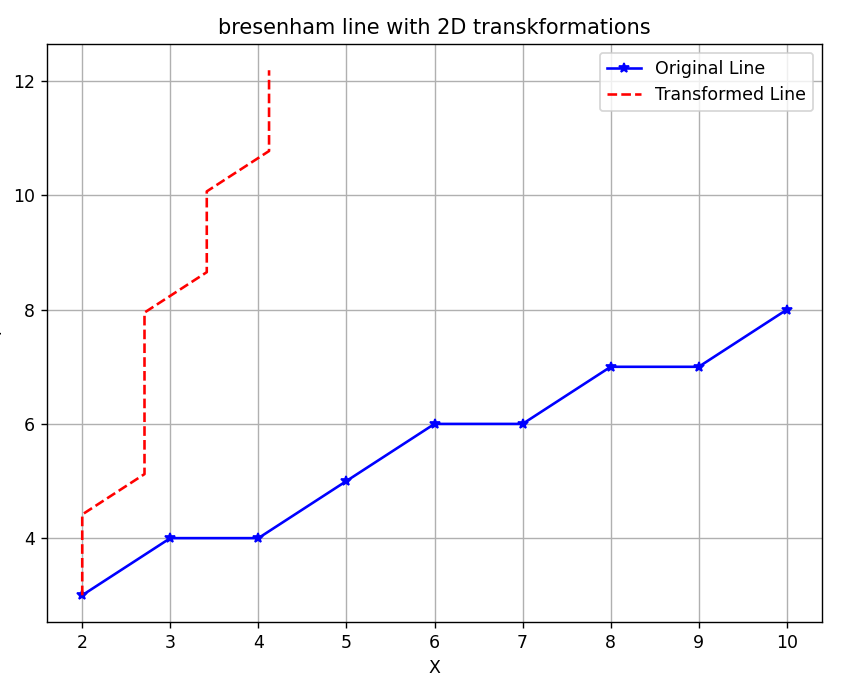 bresenham line with 2D transkformations
Original Line
Transformed Line
12
10
8
6
4
2 3 4 5 6 7 8 9 10
X